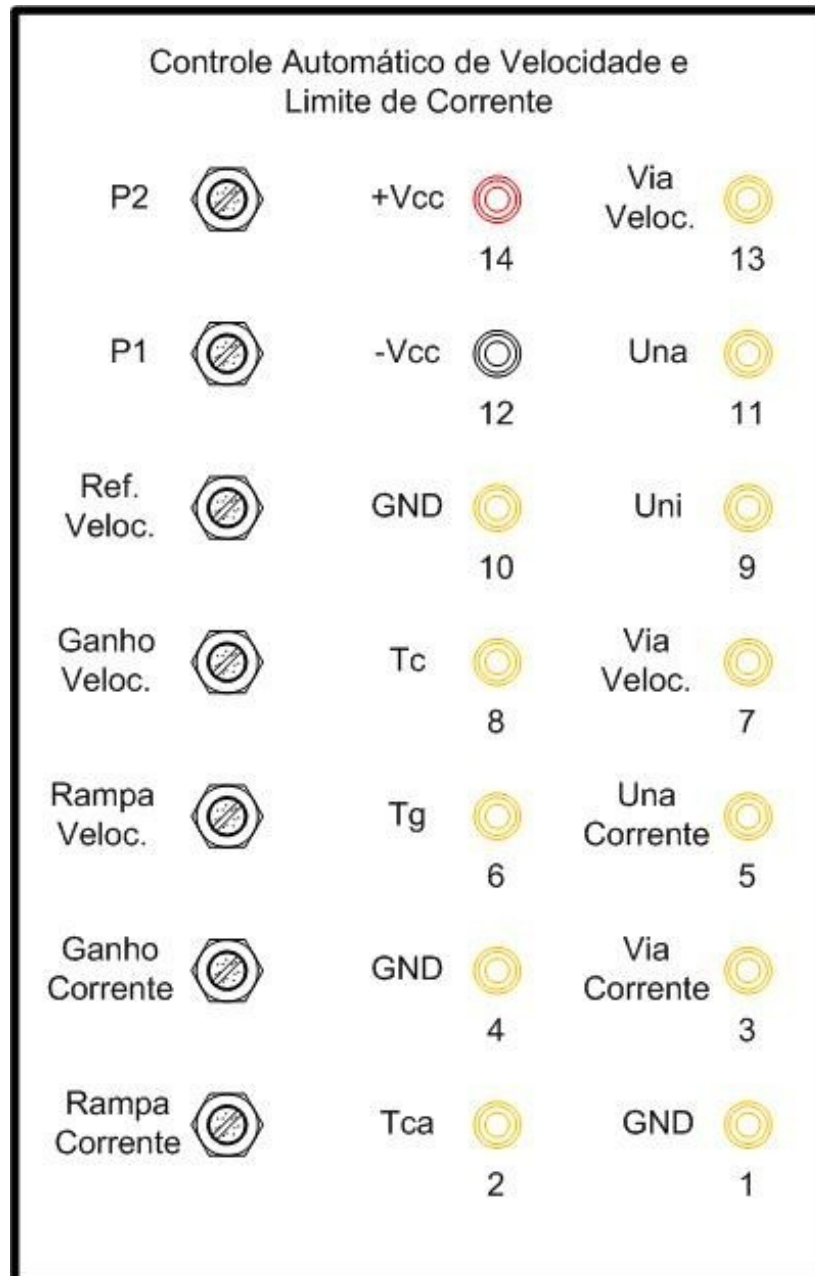 Controle Automático de Velocidade e
Limite de Corrente
P2
+Vcc
14
Via
Veloc.
13
P1
-Vcc
12
Una
11
Ref.
Veloc.
GND
10
Uni
9
Ganho
Veloc.
Tc
8
Via
Veloc.
7
Rampa
Veloc.
Tg
6
Una
Corrente
5
Ganho
Corrente
GND
4
Via
Corrente
3
Rampa
Corrente
Tca
2
GND
1